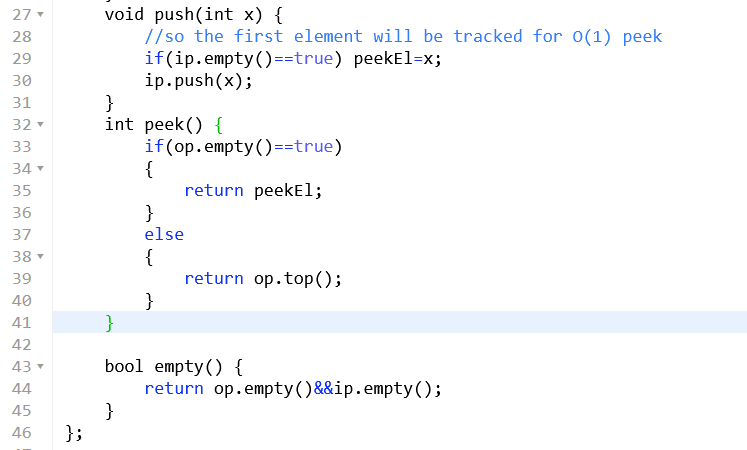 27 void push(int x) {
28 //so the first element will be tracked for O(1) peek
29 if(ip.empty()==true) peekEl=x;
30 ip.push(x);
31 }
32 int peek() {
33 if(op.empty()==true)
34 {
35 return peekEl;
36 }
37 else
38 {
39 return op.top();
40 }
41 }
42
43 bool empty() {
44 return op.empty()&&ip.empty();
45 }
46 };